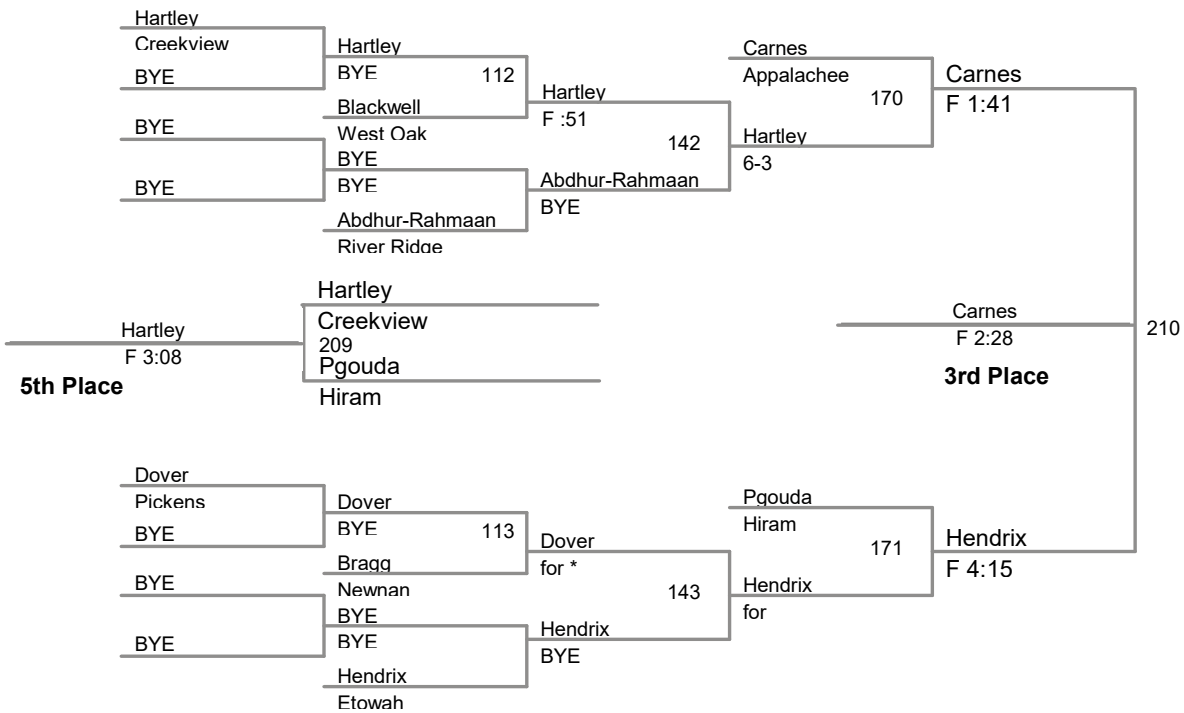 Hartley
Creekview
BYE
BYE
BYE
Hartley
BYE
112
Blackwell
West Oak
BYE
BYE
Abdhur-Rahmaan
River Ridge
Hartley
F :51
142
Abdhur-Rahmaan
BYE
Carnes
Appalachee
170
Hartley
6-3
Carnes
F 1:41
Hartley
F 3:08
5th Place
Hartley
Creekview
209
Pgouda
Hiram
Carnes
F 2:28
3rd Place
210
Dover
Pickens
BYE
BYE
BYE
Dover
BYE
113
Bragg
Newnan
BYE
BYE
Hendrix
Etowah
Dover
for *
143
Hendrix
BYE
Pgouda
Hiram
171
Hendrix
for
Hendrix
F 4:15